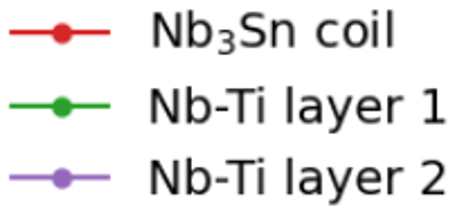 Nb₃Sn coil
Nb-Ti layer 1
Nb-Ti layer 2